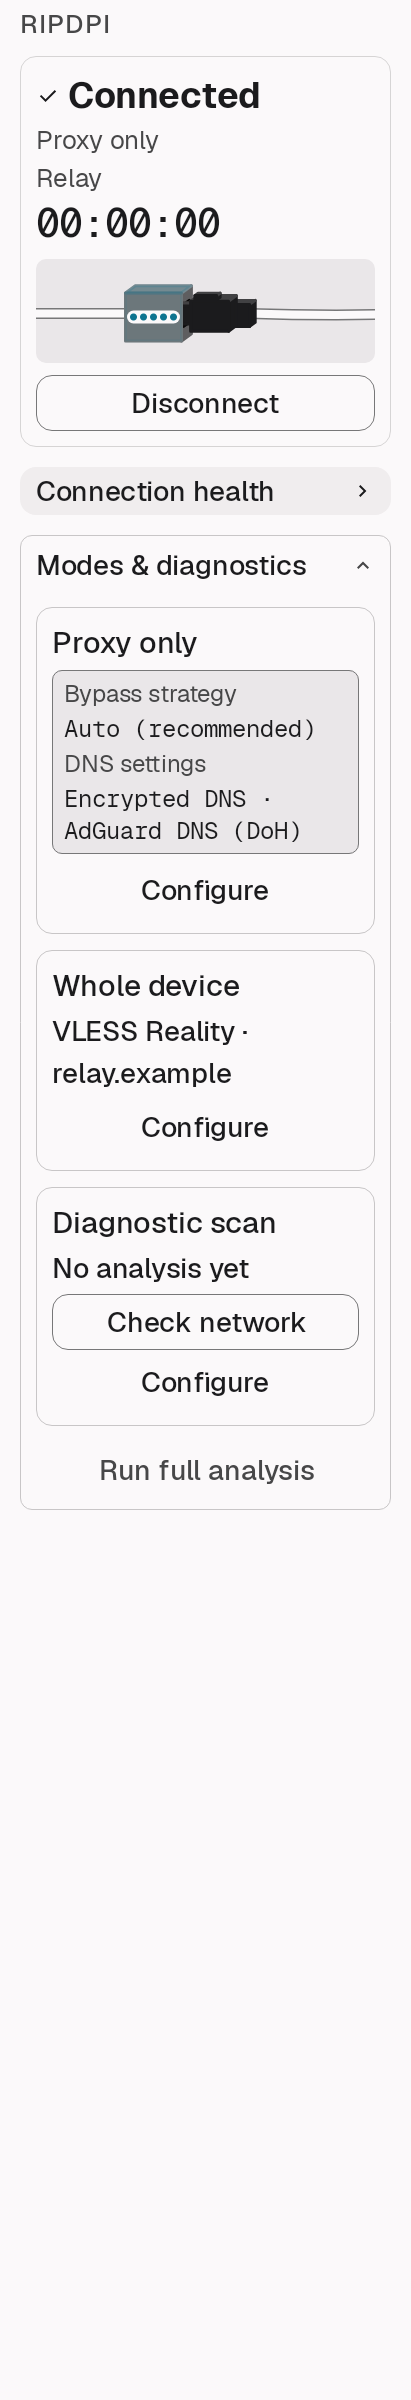 RIPDPI
Connected
Proxy only
Relay
00:00:00
Disconnect
Connection health
Modes & diagnostics
Proxy only
Bypass strategy
Auto (recommended)
DNS settings
Encrypted DNS ·
AdGuard DNS (DoH)
Configure
Whole device
VLESS Reality ·
relay.example
Configure
Diagnostic scan
No analysis yet
Check network
Configure
Run full analysis